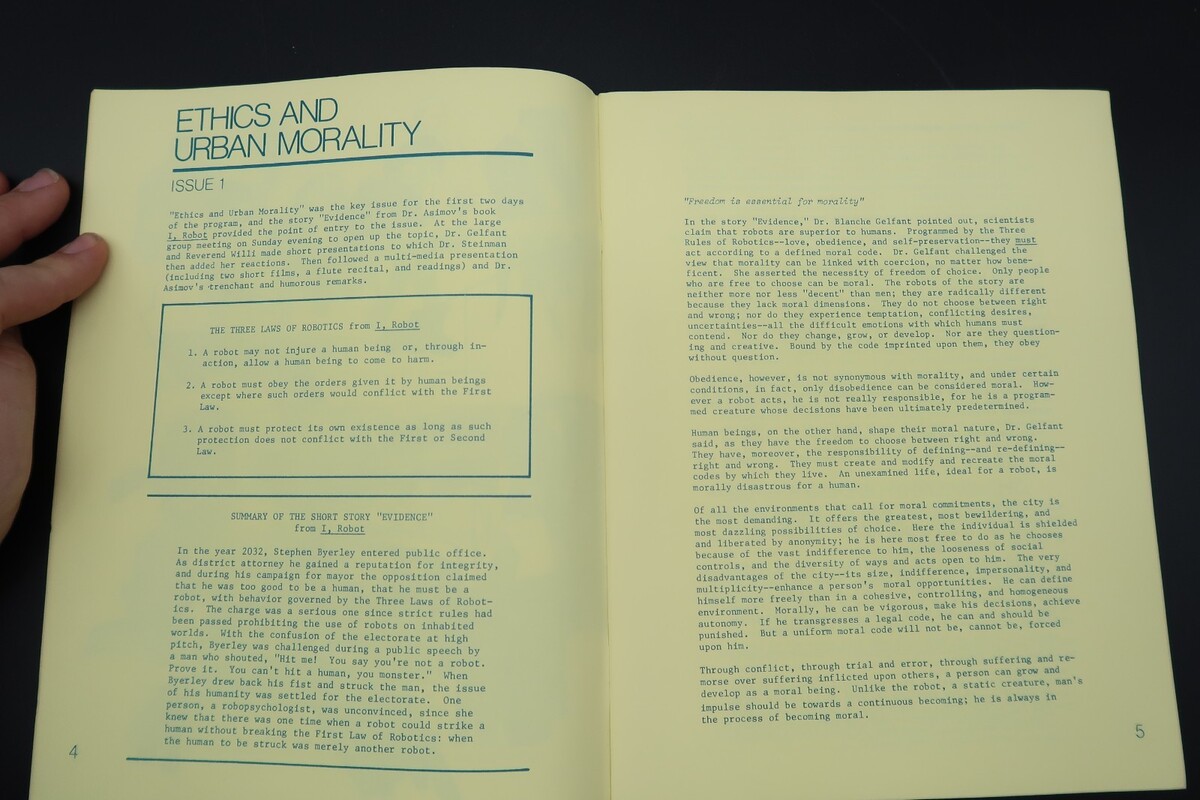 ETHICS AND
URBAN MORALITY
ISSUE 1
"Ethics and Urban Morality" was the key issue for the first two days
of the program, and the story "Evidence" from Dr. Asimov's book
I, Robot provided the point of entry to the issue. At the large
group meeting on Sunday evening to open up the topic, Dr. Gelfant
and Reverend Willi made short presentations to which Dr. Steinman
then added her reactions. Then followed a multi-media presentation
(including two short films, a flute recital, and readings) and Dr.
Asimov's trenchant and humorous remarks.
THE THREE LAWS OF ROBOTICS from I, Robot
1. A robot may not injure a human being or, through in-
action, allow a human being to come to harm.
2. A robot must obey the orders given it by human beings
except where such orders would conflict with the First
Law.
3. A robot must protect its own existence as long as such
protection does not conflict with the First or Second
Law.
SUMMARY OF THE SHORT STORY "EVIDENCE"
from I, Robot
In the year 2032, Stephen Byerley entered public office.
As district attorney he gained a reputation for integrity,
and during his campaign for mayor the opposition claimed
that he was too good to be a human, that he must be a
robot, with behavior governed by the Three Laws of Robot-
ics. The charge was a serious one since strict rules had
been passed prohibiting the use of robots on inhabited
worlds. With the confusion of the electorate at high
pitch, Byerley was challenged during a public speech by
a man who shouted, "Hit me! You say you're not a robot.
Prove it. You can't hit a human, you monster." When
Byerley drew back his fist and struck the man, the issue
of his humanity was settled for the electorate. One
person, a robopsychologist, was unconvinced, since she
knew that there was one time when a robot could strike a
human without breaking the First Law of Robotics: when
the human to be struck was merely another robot.
4
"Freedom is essential for morality"
In the story "Evidence," Dr. Blanche Gelfant pointed out, scientists
claim that robots are superior to humans. Programmed by the Three
Rules of Robotics--love, obedience, and self-preservation--they must
act according to a defined moral code. Dr. Gelfant challenged the
view that morality can be linked with coercion, no matter how bene-
ficent. She asserted the necessity of freedom of choice. Only people
who are free to choose can be moral. The robots of the story are
neither more nor less "decent" than men; they are radically different
because they lack moral dimensions. They do not choose between right
and wrong; nor do they experience temptation, conflicting desires,
uncertainties--all the difficult emotions with which humans must
contend. Nor do they change, grow, or develop. Nor are they question-
ing and creative. Bound by the code imprinted upon them, they obey
without question.
Obedience, however, is not synonymous with morality, and under certain
conditions, in fact, only disobedience can be considered moral. How-
ever a robot acts, he is not really responsible, for he is a program-
med creature whose decisions have been ultimately predetermined.
Human beings, on the other hand, shape their moral nature, Dr. Gelfant
said, as they have the freedom to choose between right and wrong.
They have, moreover, the responsibility of defining--and re-defining--
right and wrong. They must create and modify and recreate the moral
codes by which they live. An unexamined life, ideal for a robot, is
morally disastrous for a human.
Of all the environments that call for moral commitments, the city is
the most demanding. It offers the greatest, most bewildering, and
most dazzling possibilities of choice. Here the individual is shielded
and liberated by anonymity; he is here most free to do as he chooses
because of the vast indifference to him, the looseness of social
controls, and the diversity of ways and acts open to him. The very
disadvantages of the city--its size, indifference, impersonality, and
multiplicity--enhance a person's moral opportunities. He can define
himself more freely than in a cohesive, controlling, and homogeneous
environment. Morally, he can be vigorous, make his decisions, achieve
autonomy. If he transgresses a legal code, he can and should be
punished. But a uniform moral code will not be, cannot be, forced
upon him.
Through conflict, through trial and error, through suffering and re-
morse over suffering inflicted upon others, a person can grow and
develop as a moral being. Unlike the robot, a static creature, man's
impulse should be towards a continuous becoming; he is always in
the process of becoming moral.
5